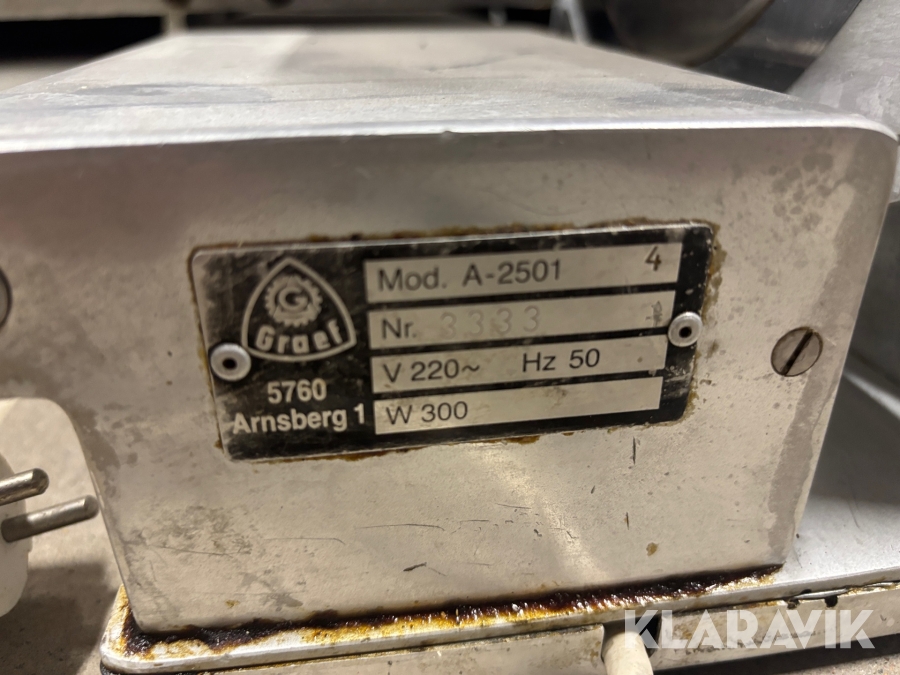 G
Graef
5760
Arnsberg 1
Mod. A-2501 4
Nr. 3333
V 220~ Hz 50
W 300
KLARAVIK